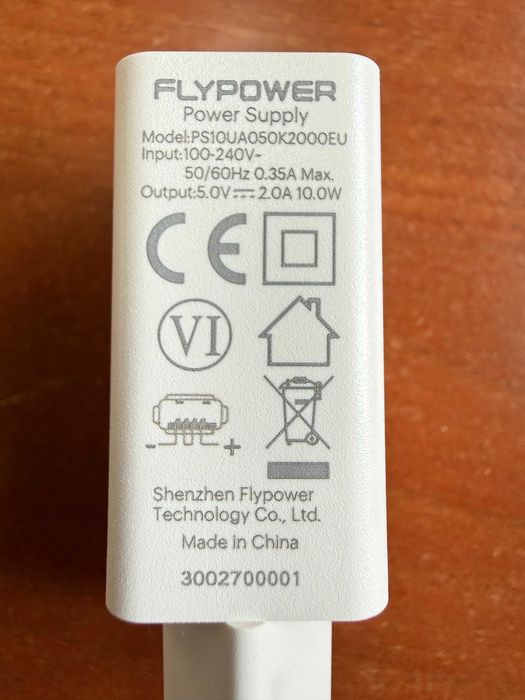 FLYPOWER
Power Supply
Model:PS10UA050K2000EU
Input:100-240V~
50/60Hz 0.35A Max.
Output:5.0V⎓2.0A 10.0W
CE
VI
- +
Shenzhen Flypower
Technology Co., Ltd.
Made in China
3002700001